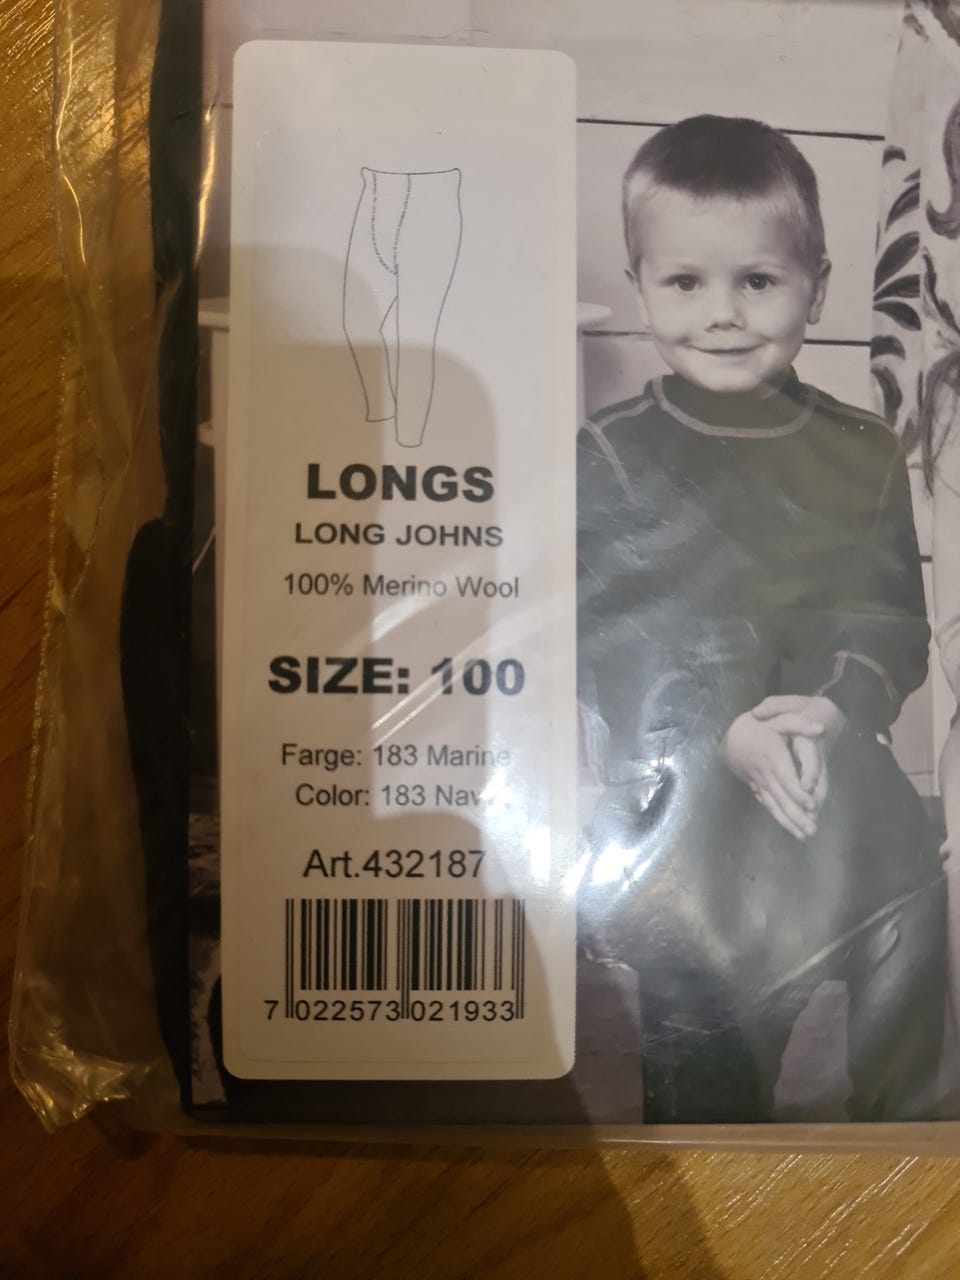 LONGS
LONG JOHNS
100% Merino Wool
SIZE: 100
Farge: 183 Marine
Color: 183
Art.432187
7 022573 021933